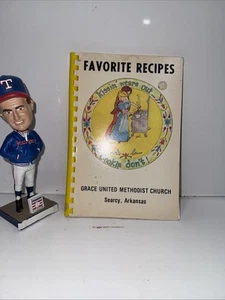 FAVORITE RECIPES
Kissin' wears out...
cookin' don't!
GRACE UNITED METHODIST CHURCH
Searcy, Arkansas
T